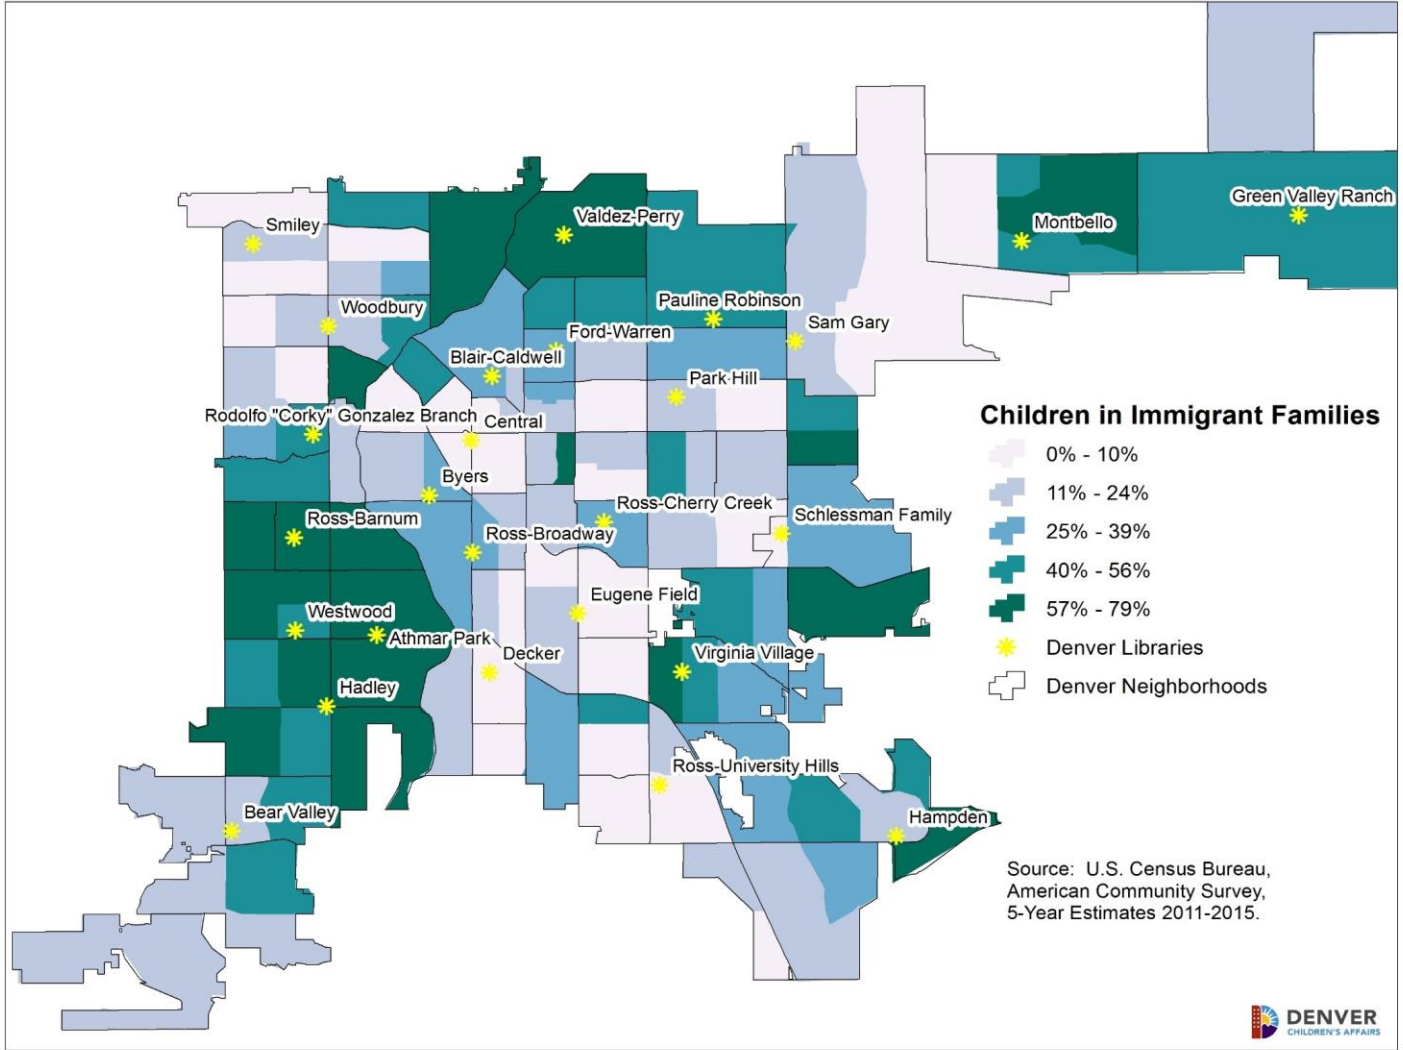 Green Valley Ranch
Valdez-Perry
Montbello
Smiley
Pauline Robinson
Woodbury
Sam Gary
Ford-Warren
Blair-Caldwell
Park Hill
Rodolfo "Corky" Gonzalez Branch
Central
Byers
Ross-Cherry Creek
Ross-Barnum
Schlessman Family
Ross-Broadway
Eugene Field
Westwood
Athmar Park
Decker
Virginia Village
Hadley
Ross-University Hills
Bear Valley
Hampden
Children in Immigrant Families
0% - 10%
11% - 24%
25% - 39%
40% - 56%
57% - 79%
Denver Libraries
Denver Neighborhoods
Source: U.S. Census Bureau,
American Community Survey,
5-Year Estimates 2011-2015.
DENVER
CHILDREN'S AFFAIRS